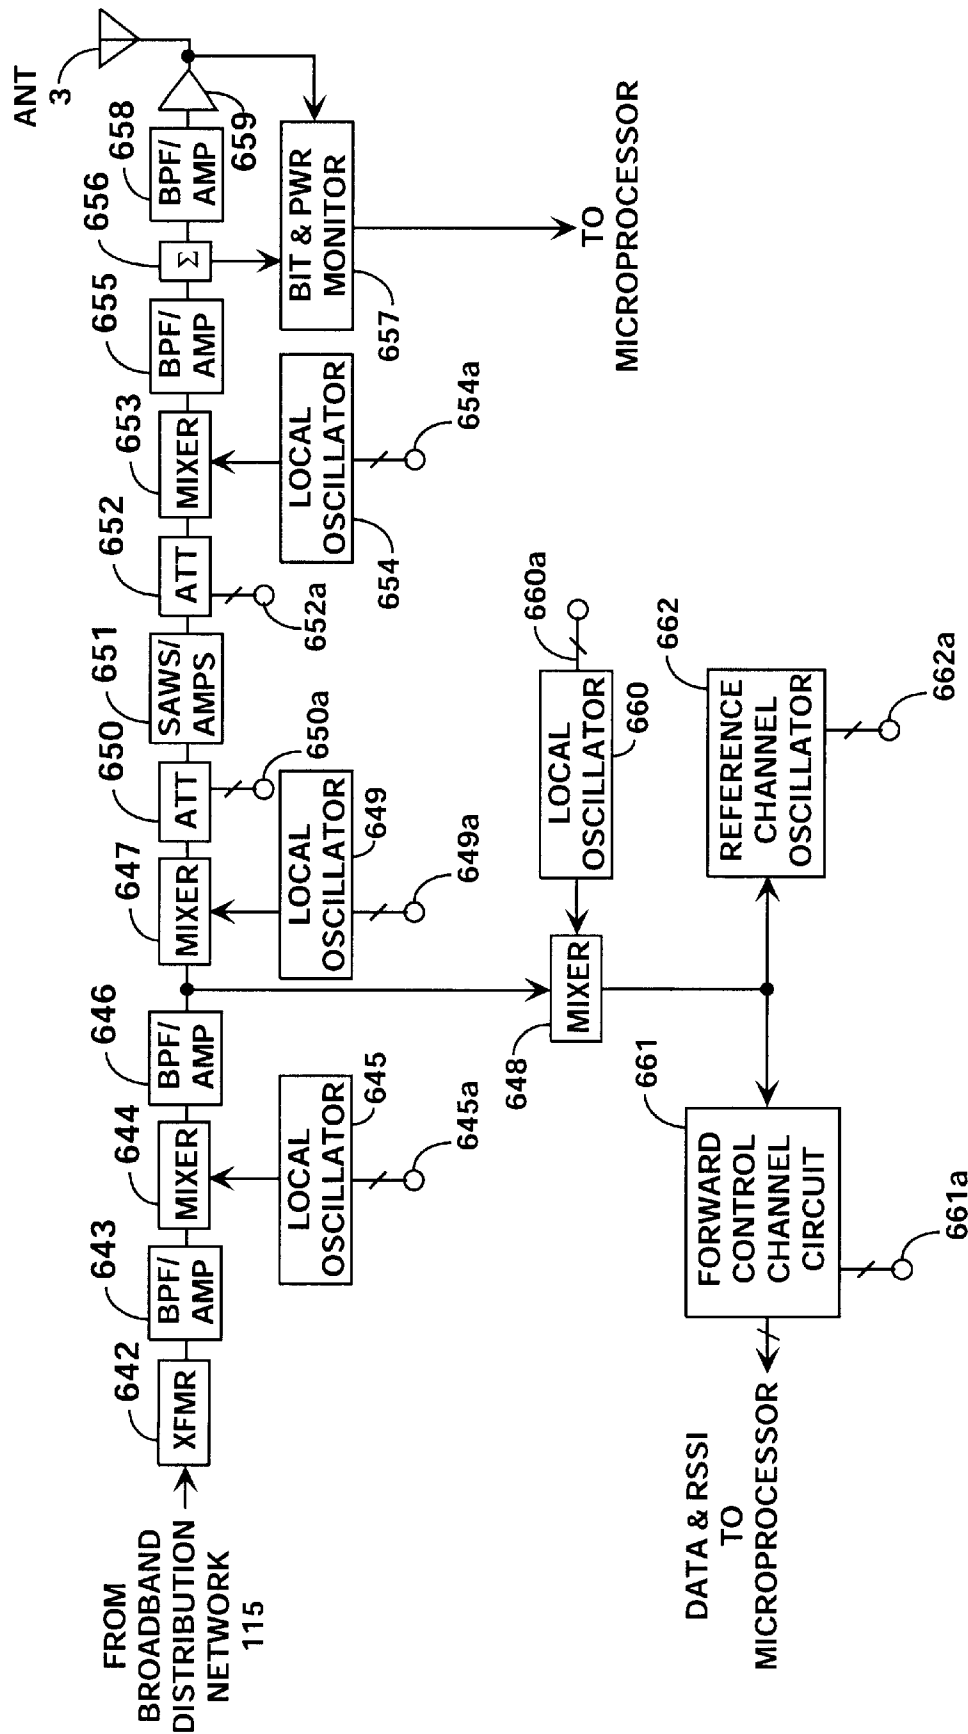 FROM
BROADBAND
DISTRIBUTION
NETWORK
115
642
XFMR
643
BPF/
AMP
644
MIXER
LOCAL
OSCILLATOR
645
645a
646
BPF/
AMP
647
MIXER
LOCAL
OSCILLATOR
649
649a
650
ATT
650a
651
SAWS/
AMPS
652
ATT
652a
653
MIXER
LOCAL
OSCILLATOR
654
654a
655
BPF/
AMP
656
Σ
658
BPF/
AMP
659
ANT
3
BIT & PWR
MONITOR
657
TO
MICROPROCESSOR
648
MIXER
LOCAL
OSCILLATOR
660
660a
661
FORWARD
CONTROL
CHANNEL
CIRCUIT
661a
662
REFERENCE
CHANNEL
OSCILLATOR
662a
DATA & RSSI
TO
MICROPROCESSOR